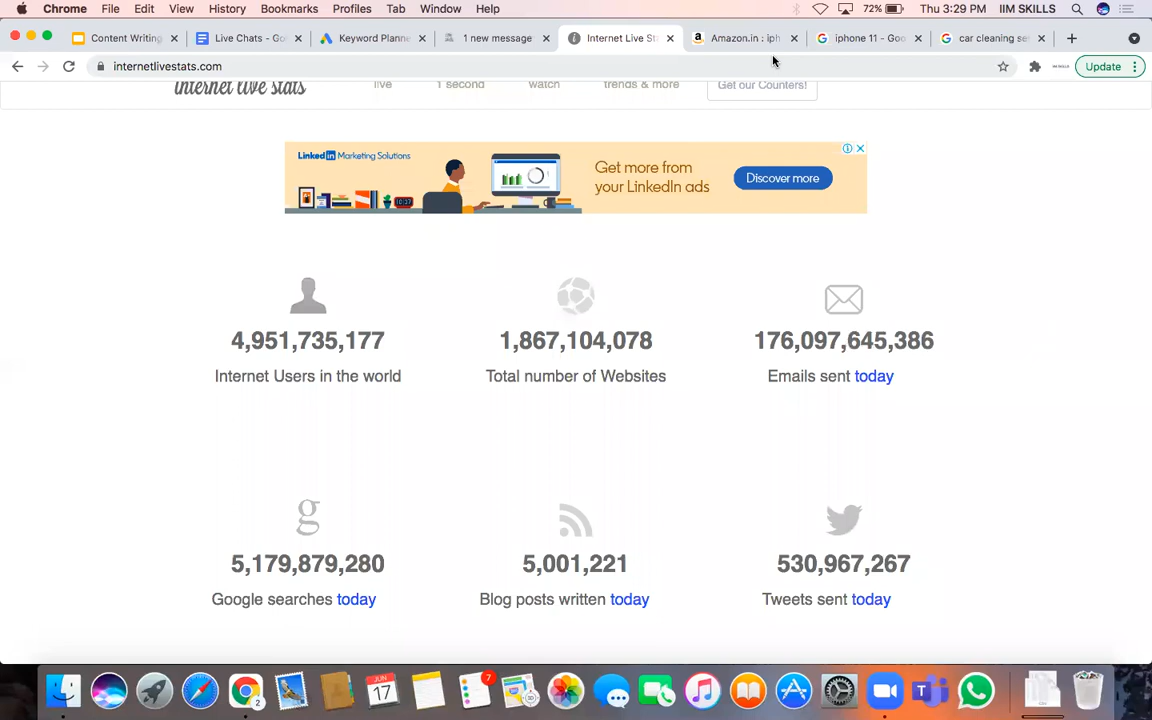 Chrome File Edit View History Bookmarks Profiles Tab Window Help 72% Thu 3:29 PM IIM SKILLS
Content Writing Live Chats - Go Keyword Planne 1 new message Internet Live St Amazon.in : iph iphone 11 - Goo car cleaning se
internetlivestats.com Update
internet live stats live 1 second watch trends & more Get our Counters!
LinkedIn Marketing Solutions
Get more from
your LinkedIn ads
Discover more
10:37
4,951,735,177 1,867,104,078 176,097,645,386
Internet Users in the world Total number of Websites Emails sent today
g
5,179,879,280 5,001,221 530,967,267
Google searches today Blog posts written today Tweets sent today
JUN
17
7
2